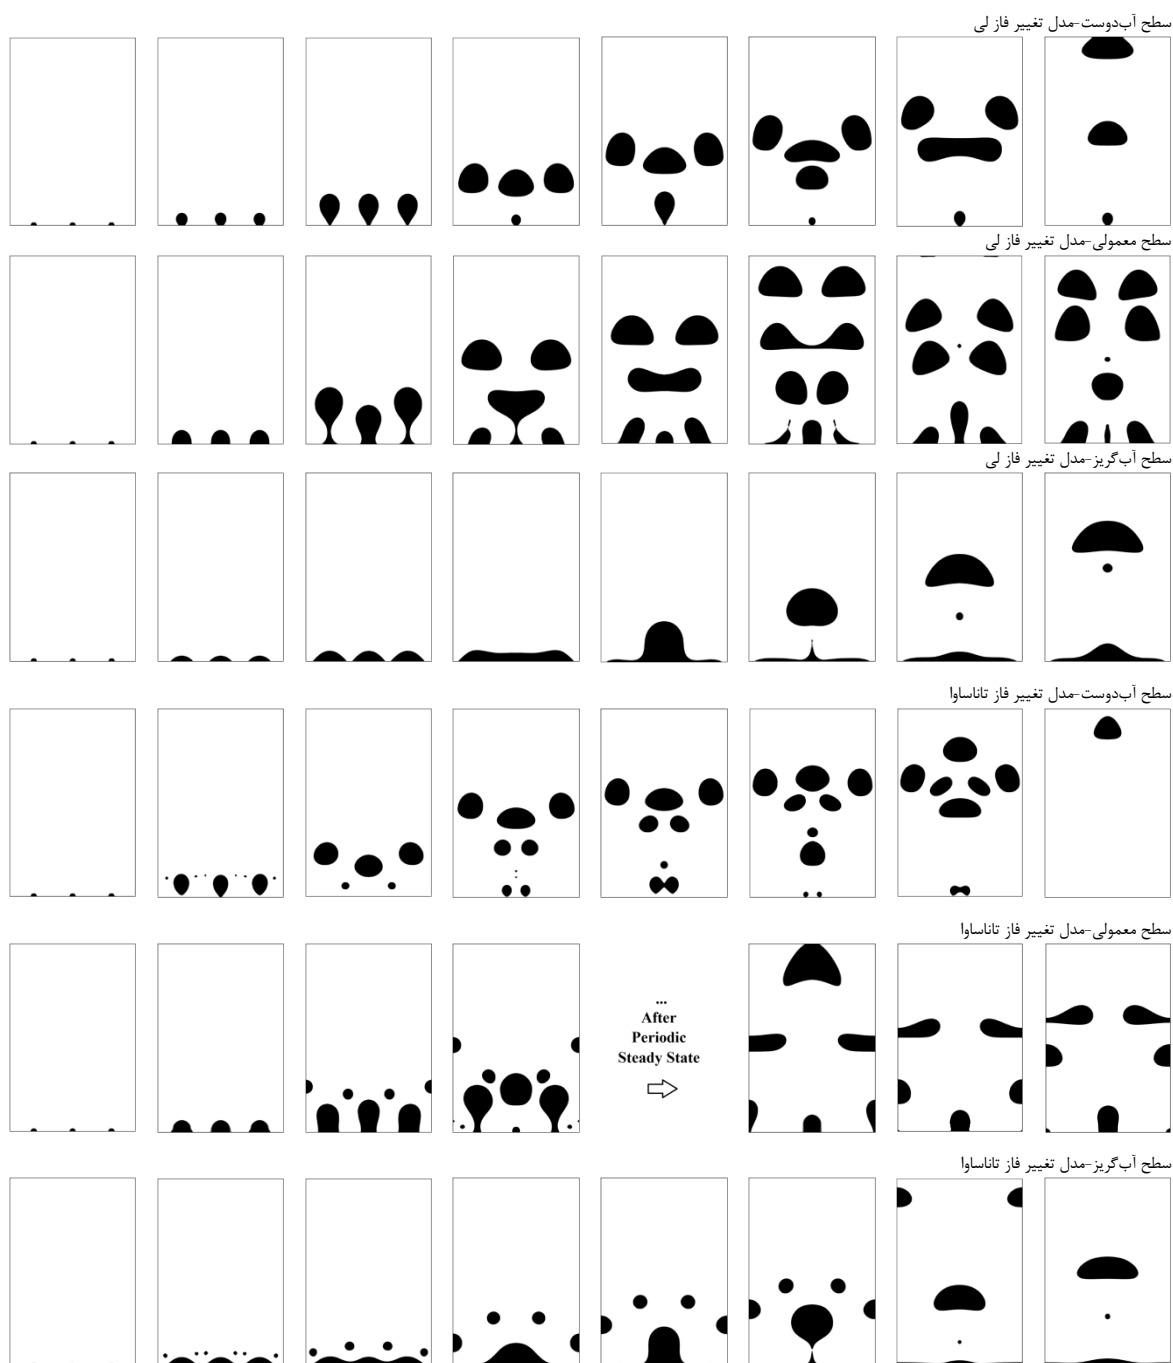 سطح آب‌دوست-مدل تغییر فاز لی
سطح معمولی-مدل تغییر فاز لی
سطح آب‌گریز-مدل تغییر فاز لی
سطح آب‌دوست-مدل تغییر فاز تاناساوا
سطح معمولی-مدل تغییر فاز تاناساوا
...
After
Periodic
Steady State
سطح آب‌گریز-مدل تغییر فاز تاناساوا